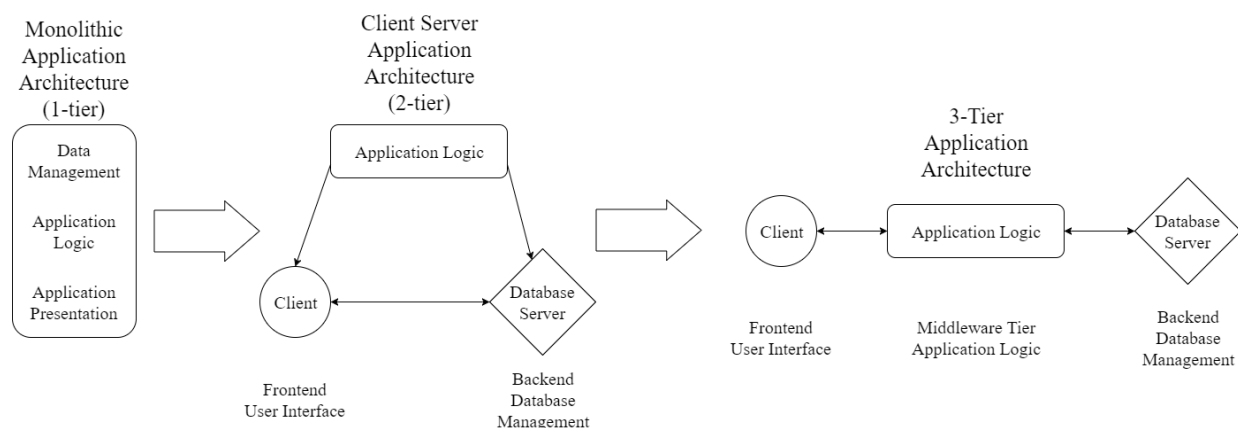 Monolithic
Application
Architecture
(1-tier)
Data
Management
Application
Logic
Application
Presentation
Client Server
Application
Architecture
(2-tier)
Application Logic
Client
Database
Server
Frontend
User Interface
Backend
Database
Management
3-Tier
Application
Architecture
Client
Application Logic
Database
Server
Frontend
User Interface
Middleware Tier
Application Logic
Backend
Database
Management